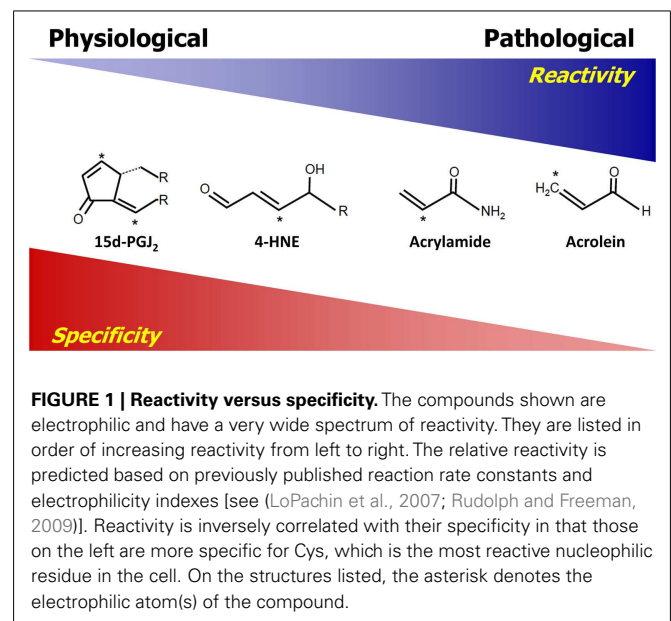 Physiological Pathological
Reactivity
* O OH * O
R O H₂C
R * NH₂ H
O * R *
15d-PGJ₂ 4-HNE Acrylamide Acrolein
Specificity
FIGURE 1 | Reactivity versus specificity. The compounds shown are
electrophilic and have a very wide spectrum of reactivity. They are listed in
order of increasing reactivity from left to right. The relative reactivity is
predicted based on previously published reaction rate constants and
electrophilicity indexes [see (LoPachin et al., 2007; Rudolph and Freeman,
2009)]. Reactivity is inversely correlated with their specificity in that those
on the left are more specific for Cys, which is the most reactive nucleophilic
residue in the cell. On the structures listed, the asterisk denotes the
electrophilic atom(s) of the compound.